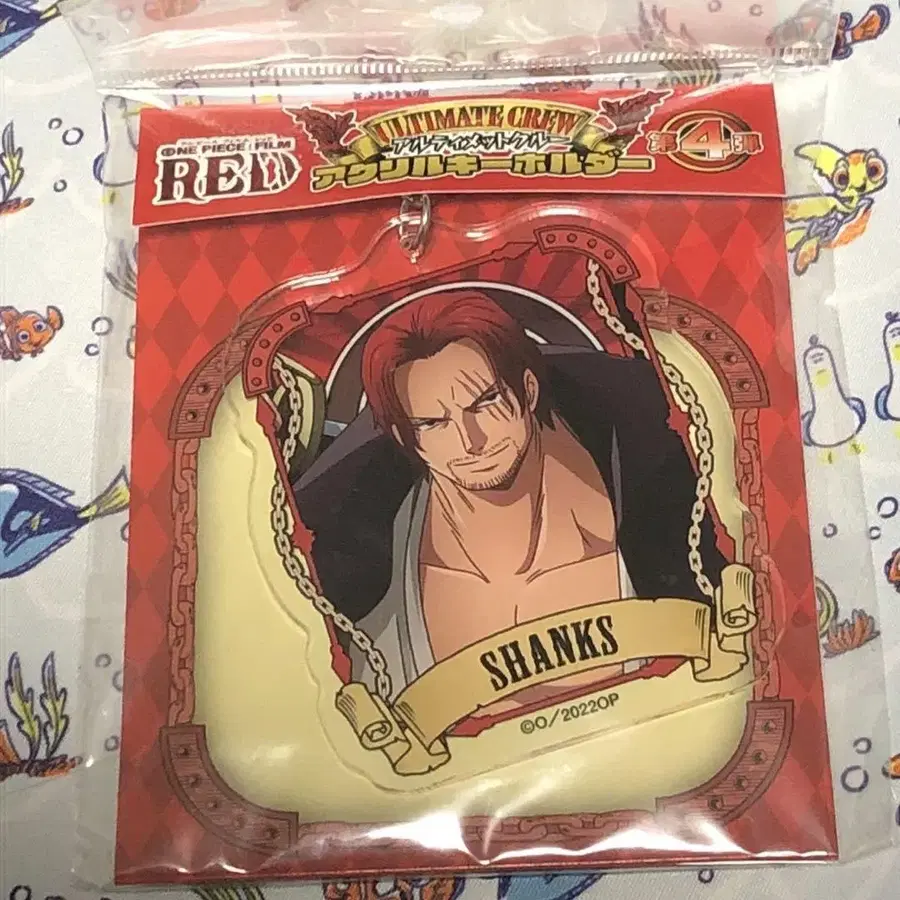 ONE PIECE FILM
RED
ULTIMATE CREW
アルティメットクルー
アクリルキーホルダー
第4弾
SHANKS
©O/2022OP